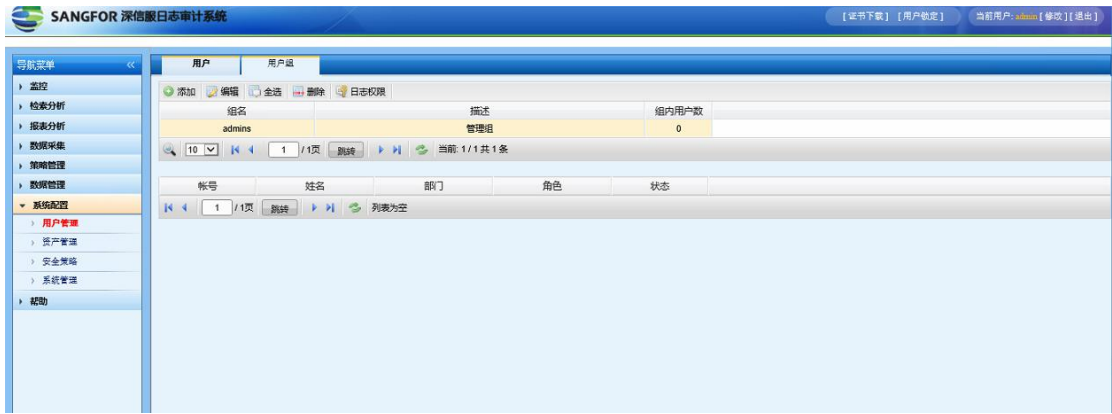 SANGFOR 深信服日志审计系统
[证书下载] [用户锁定] 当前用户:admin[修改][退出]
导航菜单
监控
检索分析
报表分析
数据采集
策略管理
数据管理
系统配置
用户管理
资产管理
安全策略
系统管理
帮助
用户 用户组
添加 编辑 全选 删除 日志权限
组名 描述 组内用户数
admins 管理组 0
10 1 /1页 跳转 当前:1/1共1条
帐号 姓名 部门 角色 状态
1 /1页 跳转 列表为空